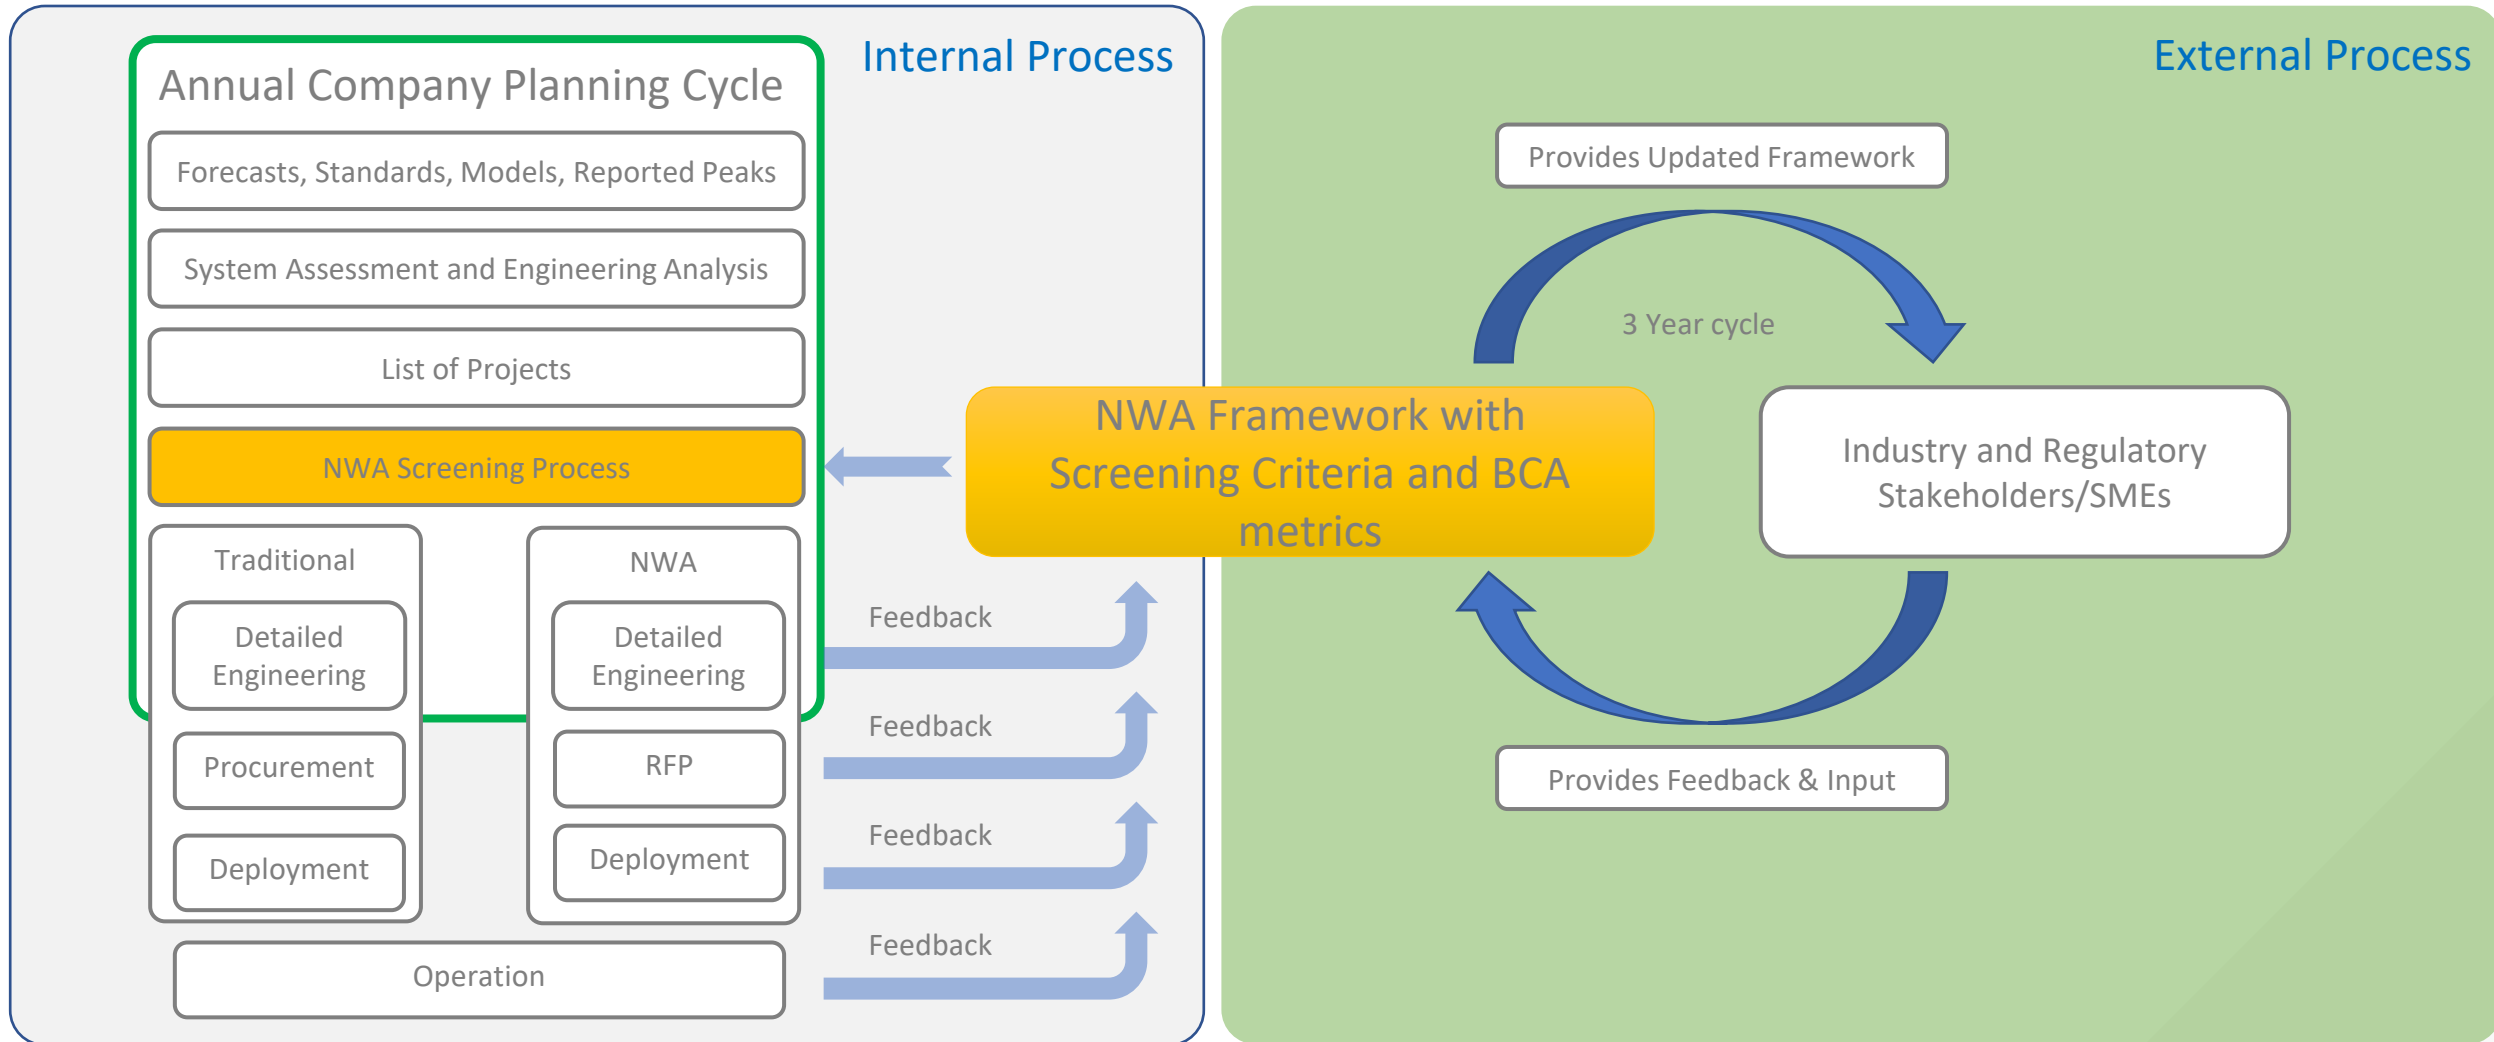 Internal Process
Annual Company Planning Cycle
Forecasts, Standards, Models, Reported Peaks
System Assessment and Engineering Analysis
List of Projects
NWA Screening Process
Traditional
Detailed
Engineering
Procurement
Deployment
NWA
Detailed
Engineering
RFP
Deployment
Operation
Feedback
Feedback
Feedback
Feedback
NWA Framework with
Screening Criteria and BCA
metrics
External Process
Provides Updated Framework
3 Year cycle
Industry and Regulatory
Stakeholders/SMEs
Provides Feedback & Input